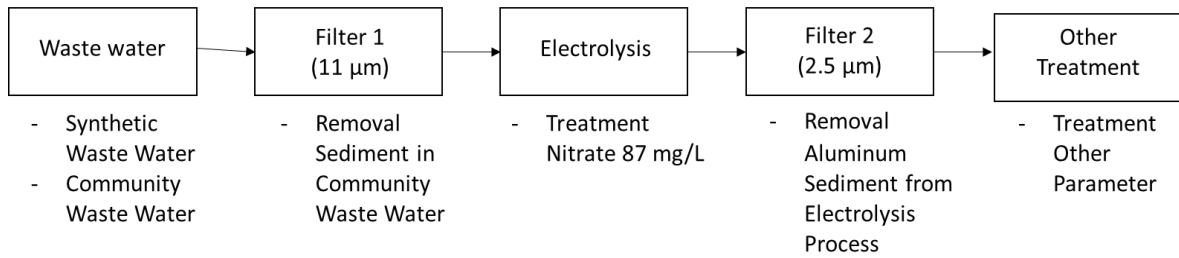 Waste water
Filter 1
(11 µm)
Electrolysis
Filter 2
(2.5 µm)
Other
Treatment
- Synthetic
Waste Water
- Community
Waste Water
- Removal
Sediment in
Community
Waste Water
- Treatment
Nitrate 87 mg/L
- Removal
Aluminum
Sediment from
Electrolysis
Process
- Treatment
Other
Parameter